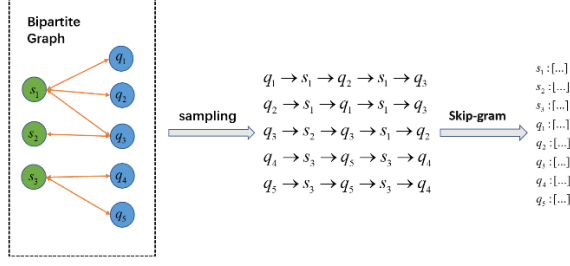 Bipartite
Graph
s₁
s₂
s₃
q₁
q₂
q₃
q₄
q₅
sampling
q₁ → s₁ → q₂ → s₁ → q₃
q₂ → s₁ → q₁ → s₁ → q₃
q₃ → s₂ → q₃ → s₁ → q₂
q₄ → s₃ → q₅ → s₃ → q₄
q₅ → s₃ → q₅ → s₃ → q₄
Skip-gram
s₁ : [...]
s₂ : [...]
s₃ : [...]
q₁ : [...]
q₂ : [...]
q₃ : [...]
q₄ : [...]
q₅ : [...]